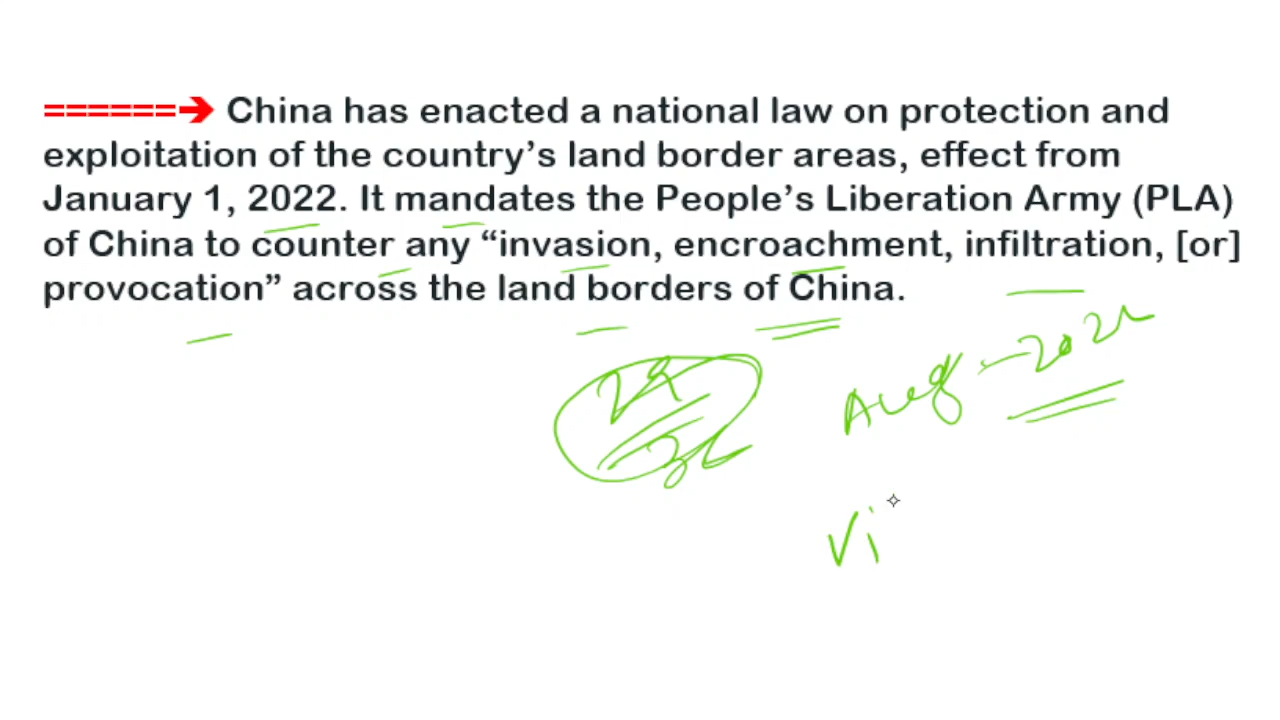 ======➔ China has enacted a national law on protection and
exploitation of the country’s land border areas, effect from
January 1, 2022. It mandates the People’s Liberation Army (PLA)
of China to counter any “invasion, encroachment, infiltration, [or]
provocation” across the land borders of China.
Aug - 202
Vi